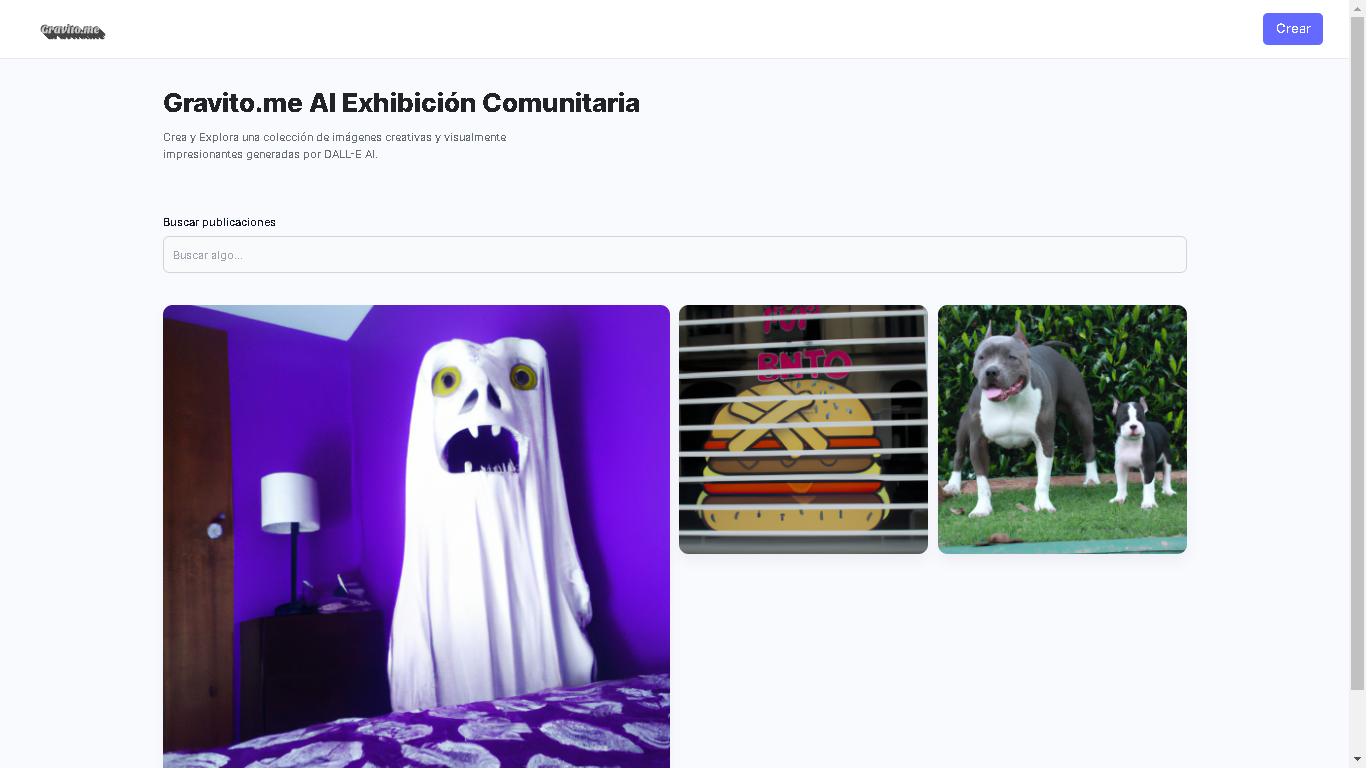 Gravito.me
Crear
Gravito.me AI Exhibición Comunitaria
Crea y Explora una colección de imágenes creativas y visualmente
impresionantes generadas por DALL-E AI.
Buscar publicaciones
Buscar algo...
BNTO